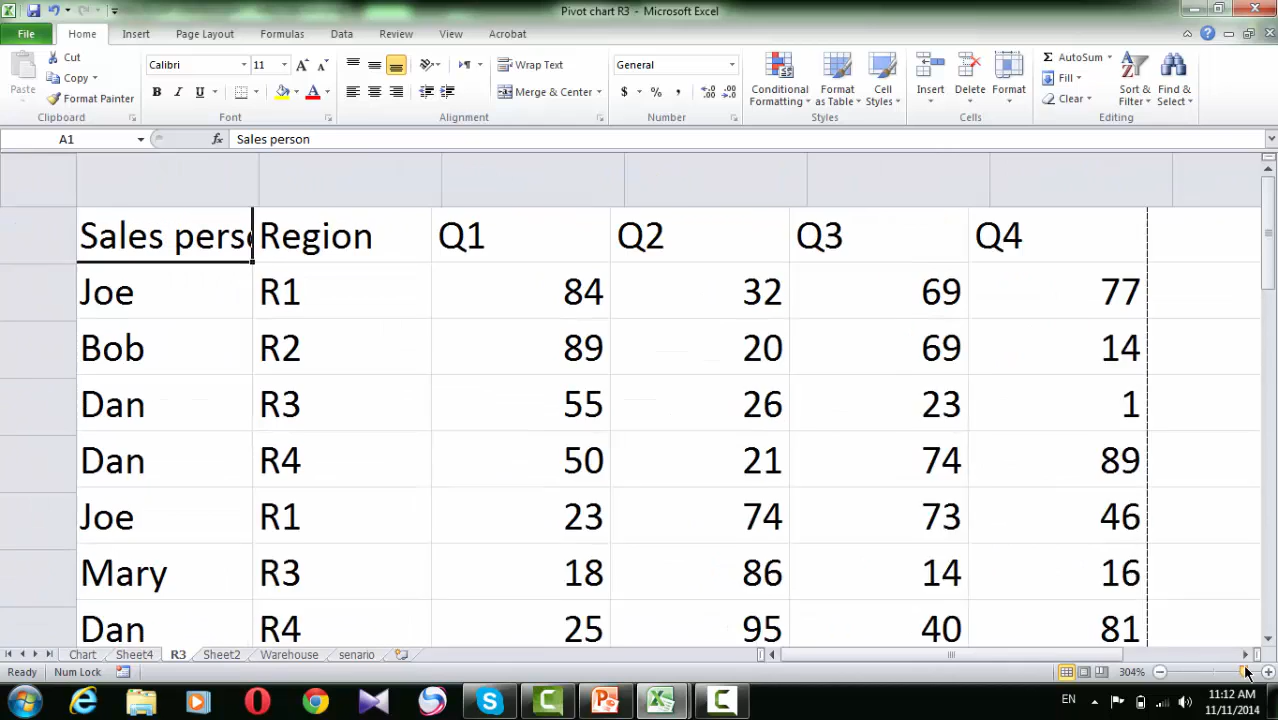 Pivot chart R3 - Microsoft Excel
File Home Insert Page Layout Formulas Data Review View Acrobat
Paste Cut Copy Format Painter Clipboard
Calibri 11 B I U A Font
Wrap Text Merge & Center Alignment
General $ % , Number
Conditional Formatting Format as Table Cell Styles Styles
Insert Delete Format Cells
Σ AutoSum Fill Clear Sort & Filter Find & Select Editing
A1 fx Sales person
Sales perso Region Q1 Q2 Q3 Q4
Joe R1 84 32 69 77
Bob R2 89 20 69 14
Dan R3 55 26 23 1
Dan R4 50 21 74 89
Joe R1 23 74 73 46
Mary R3 18 86 14 16
Dan R4 25 95 40 81
Chart Sheet4 R3 Sheet2 Warehouse senario
Ready Num Lock 304%
EN 11:12 AM
11/11/2014